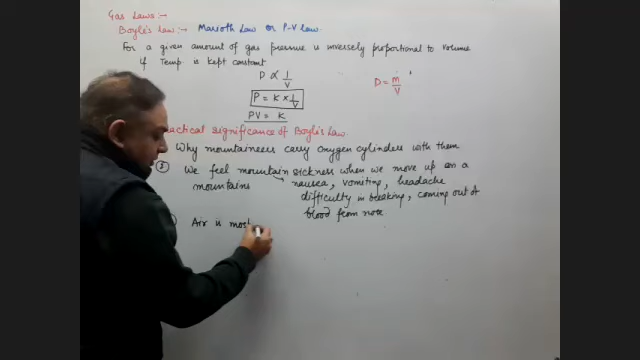 Gas Laws :-
Boyle's Law :- Marioth Law or P-V law.
For a given amount of gas pressure is inversely proportional to volume
if Temp is kept constant
P ∝ 1/V
D = m/V
P = K × 1/V
PV = K
actical significance of Boyle's Law.
Why mountaineers carry oxygen cylinders with them
We feel mountain sickness when we move up on a
mountains → nausea, vomiting, headache
difficulty in breaking, coming out of
blood from nose
Air is most